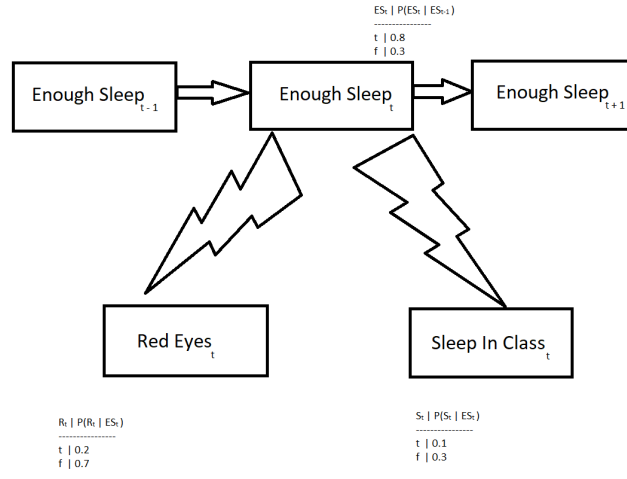 ESₜ | P(ESₜ | ESₜ₋₁)
----------------
t | 0.8
f | 0.3
Enough Sleep t - 1
Enough Sleep t
Enough Sleep t + 1
Red Eyes t
Sleep In Class t
Rₜ | P(Rₜ | ESₜ)
----------------
t | 0.2
f | 0.7
Sₜ | P(Sₜ | ESₜ)
----------------
t | 0.1
f | 0.3